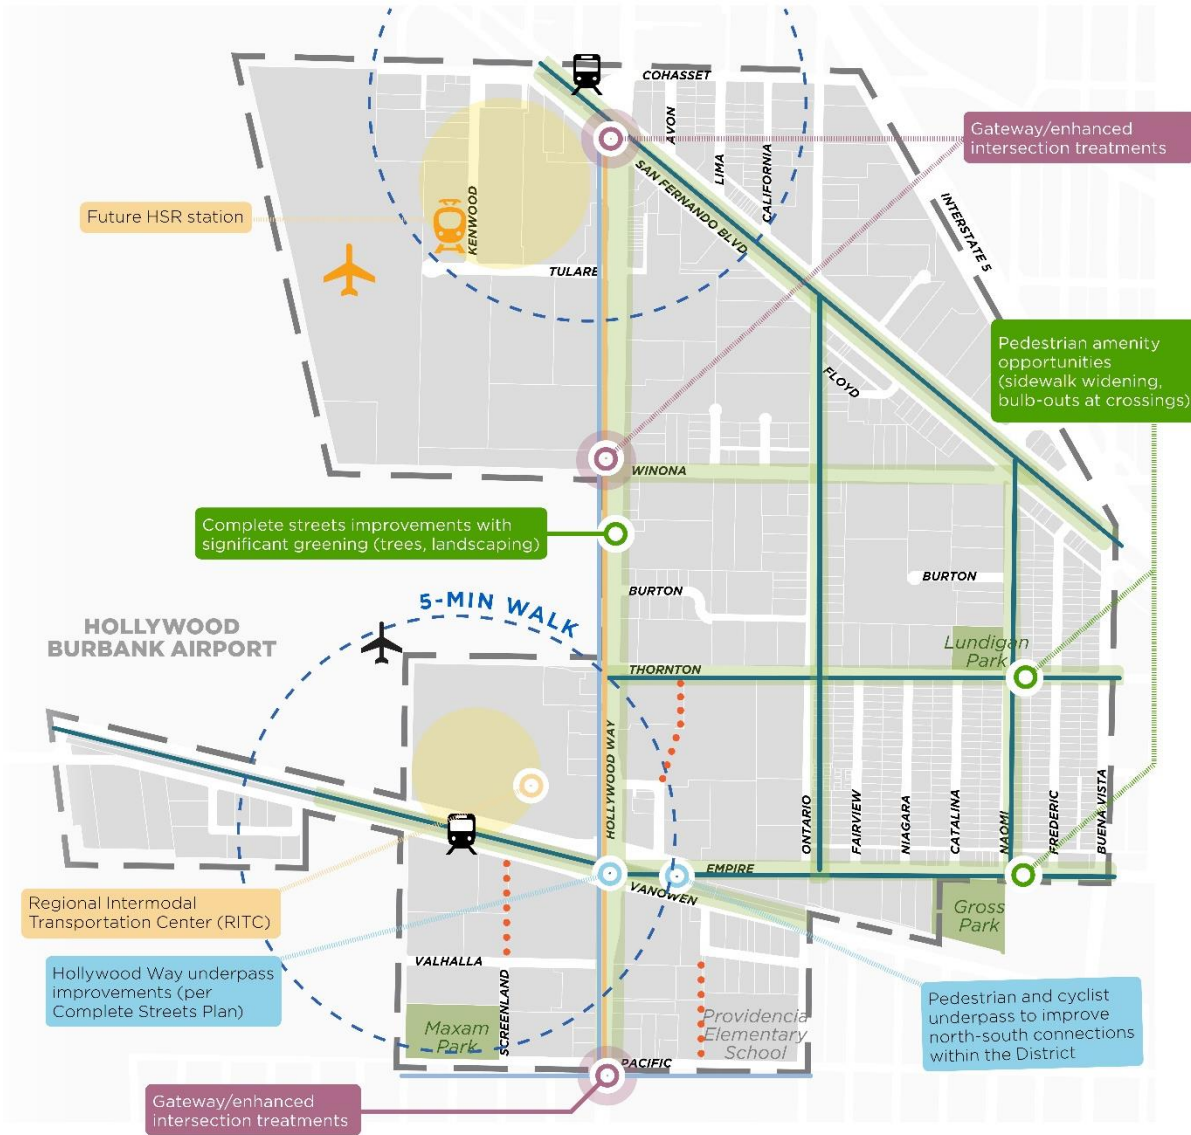 COHASSET
AVON
LIMA
CALIFORNIA
Gateway/enhanced
intersection treatments
SAN FERNANDO BLVD
INTERSTATE 5
Future HSR station
KENWOOD
TULARE
Pedestrian amenity
opportunities
(sidewalk widening,
bulb-outs at crossings)
FLOYD
WINONA
Complete streets improvements with
significant greening (trees, landscaping)
BURTON
BURTON
5-MIN WALK
HOLLYWOOD
BURBANK AIRPORT
Lundigan
Park
THORNTON
HOLLYWOOD WAY
ONTARIO
FAIRVIEW
NIAGARA
CATALINA
NAOMI
FREDERIC
BUENA VISTA
EMPIRE
VANOWEN
Regional Intermodal
Transportation Center (RITC)
Gross
Park
Hollywood Way underpass
improvements (per
Complete Streets Plan)
VALHALLA
SCREENLAND
Maxam
Park
Providencia
Elementary
School
Pedestrian and cyclist
underpass to improve
north-south connections
within the District
PACIFIC
Gateway/enhanced
intersection treatments